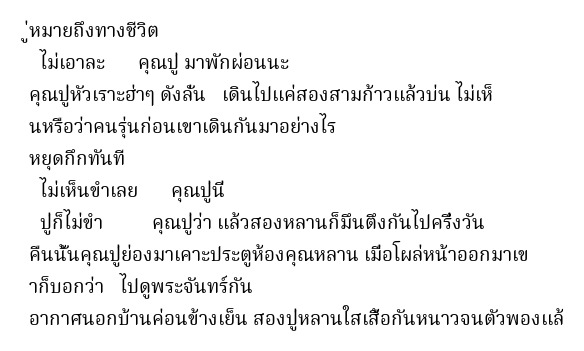 ู่หมายถึงทางชีวิต
ไม่เอาละ คุณปู่ มาพักผ่อนนะ
คุณปู่หัวเราะฮ่าๆ ดังลั่น เดินไปแค่สองสามก้าวแล้วบ่น ไม่เห็
นหรือว่าคนรุ่นก่อนเขาเดินกันมาอย่างไร
หยุดกึกทันที
ไม่เห็นขำเลย คุณปู่นี่
ปู่ก็ไม่ขำ คุณปู่ว่า แล้วสองหลานก็มึนตึงกันไปครึ่งวัน
คืนนั้นคุณปู่ย่องมาเคาะประตูห้องคุณหลาน เมื่อโผล่หน้าออกมาเข
าก็บอกว่า ไปดูพระจันทร์กัน
อากาศนอกบ้านค่อนข้างเย็น สองปู่หลานใส่เสื้อกันหนาวจนตัวพองแล้